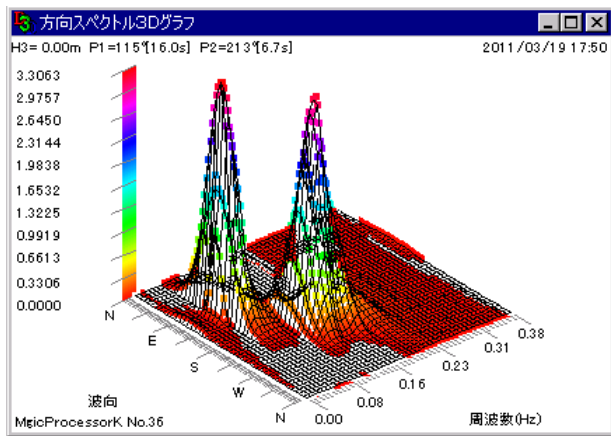 方向スペクトル3Dグラフ
H3= 0.00m P1=115°[16.0s] P2=213°[6.7s]
2011/03/19 17:50
3.3063
2.9757
2.6450
2.3144
1.9838
1.6532
1.3225
0.9919
0.6613
0.3306
0.0000
N
E
S
W
N
0.00
0.08
0.16
0.23
0.31
0.38
波向
周波数(Hz)
MgicProcessorK No.36